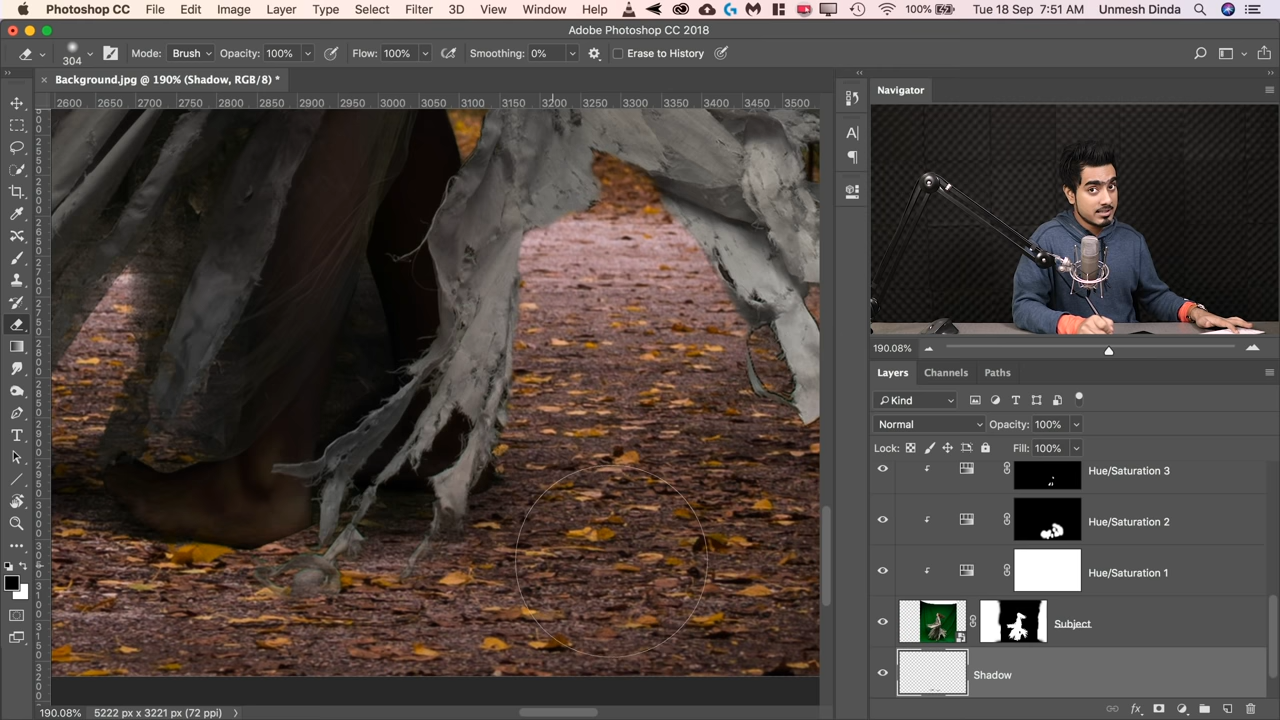 Photoshop CC File Edit Image Layer Type Select Filter 3D View Window Help 100% Tue 18 Sep 7:51 AM Unmesh Dinda
Adobe Photoshop CC 2018
304 Mode: Brush Opacity: 100% Flow: 100% Smoothing: 0% Erase to History
Background.jpg @ 190% (Shadow, RGB/8) *
2600 2650 2700 2750 2800 2850 2900 2950 3000 3050 3100 3150 3200 3250 3300 3350 3400 3450 3500
Navigator
190.08%
Layers Channels Paths
Kind
Normal Opacity: 100%
Lock: Fill: 100%
Hue/Saturation 3
Hue/Saturation 2
Hue/Saturation 1
Subject
Shadow
190.08% 5222 px x 3221 px (72 ppi)